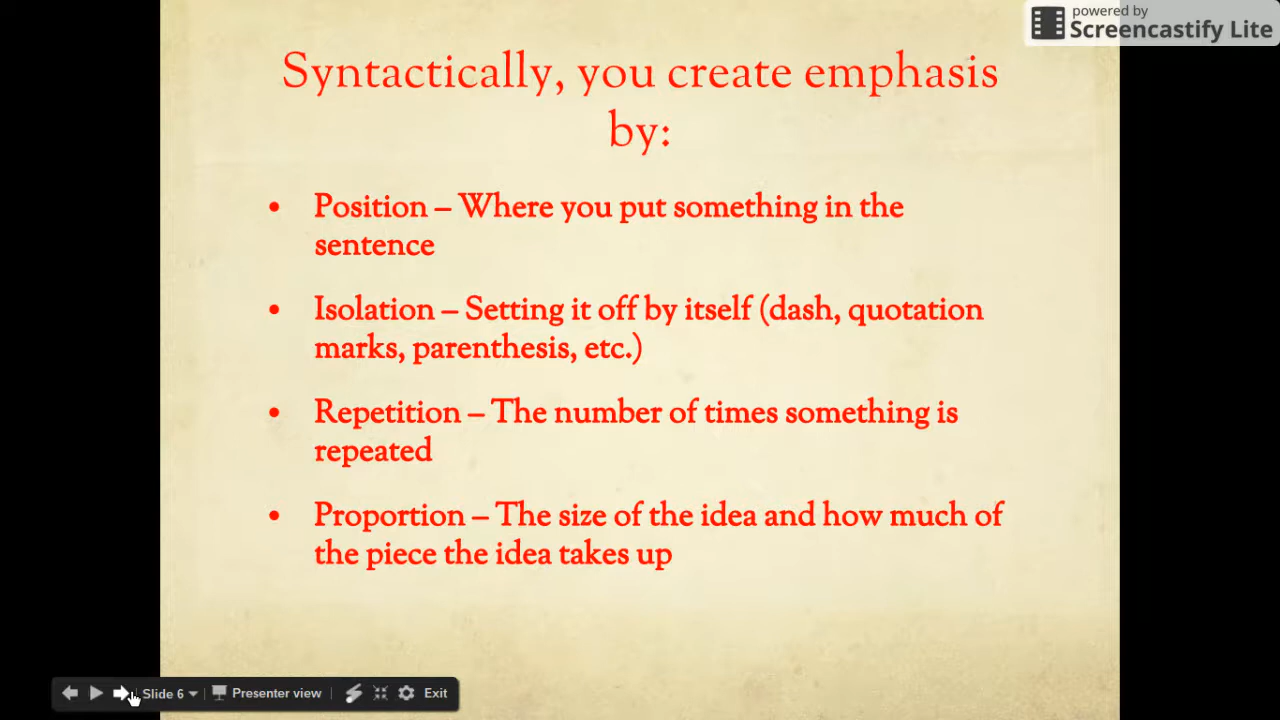 powered by
Screencastify Lite
Syntactically, you create emphasis
by:
• Position – Where you put something in the
sentence
• Isolation – Setting it off by itself (dash, quotation
marks, parenthesis, etc.)
• Repetition – The number of times something is
repeated
• Proportion – The size of the idea and how much of
the piece the idea takes up
Slide 6 Presenter view Exit